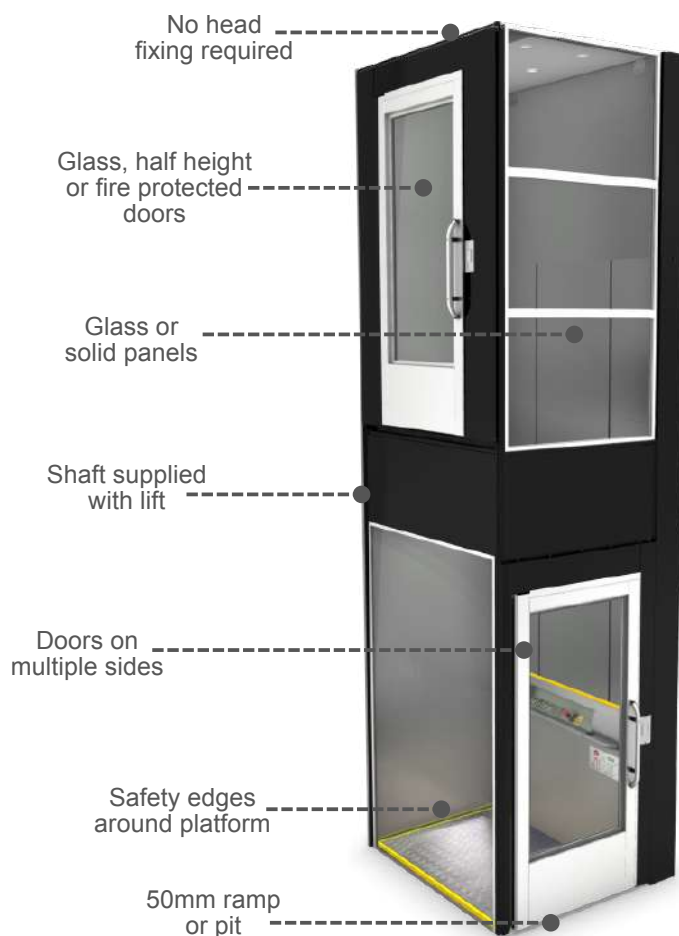 No head
fixing required
Glass, half height
or fire protected
doors
Glass or
solid panels
Shaft supplied
with lift
Doors on
multiple sides
Safety edges
around platform
50mm ramp
or pit